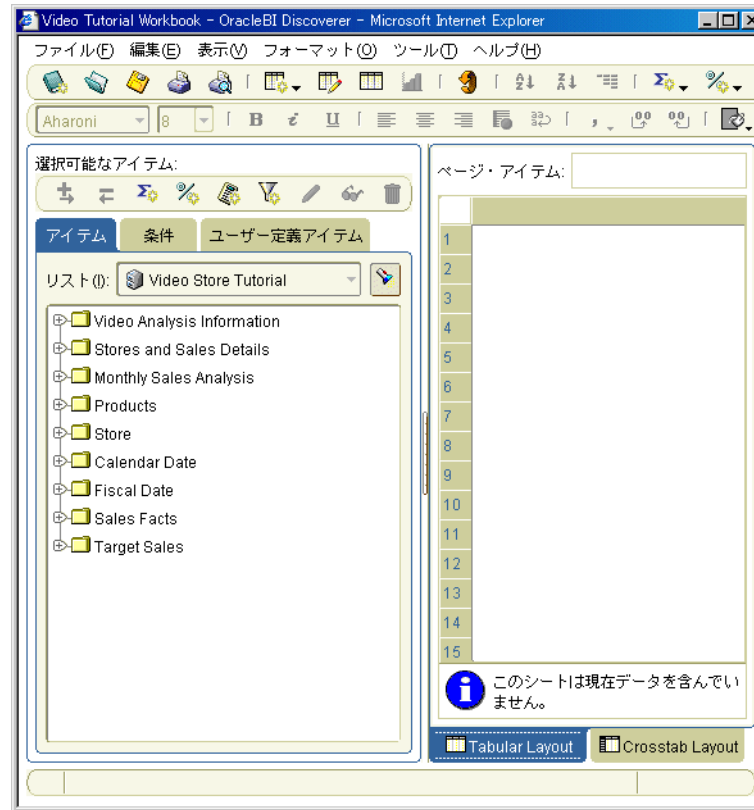 Video Tutorial Workbook - OracleBI Discoverer - Microsoft Internet Explorer
ファイル(F) 編集(E) 表示(V) フォーマット(O) ツール(T) ヘルプ(H)
Aharoni 8 B i U
選択可能なアイテム:
アイテム 条件 ユーザー定義アイテム
リスト(I): Video Store Tutorial
Video Analysis Information
Stores and Sales Details
Monthly Sales Analysis
Products
Store
Calendar Date
Fiscal Date
Sales Facts
Target Sales
ページ・アイテム:
1
2
3
4
5
6
7
8
9
10
11
12
13
14
15
このシートは現在データを含んでい
ません。
Tabular Layout Crosstab Layout